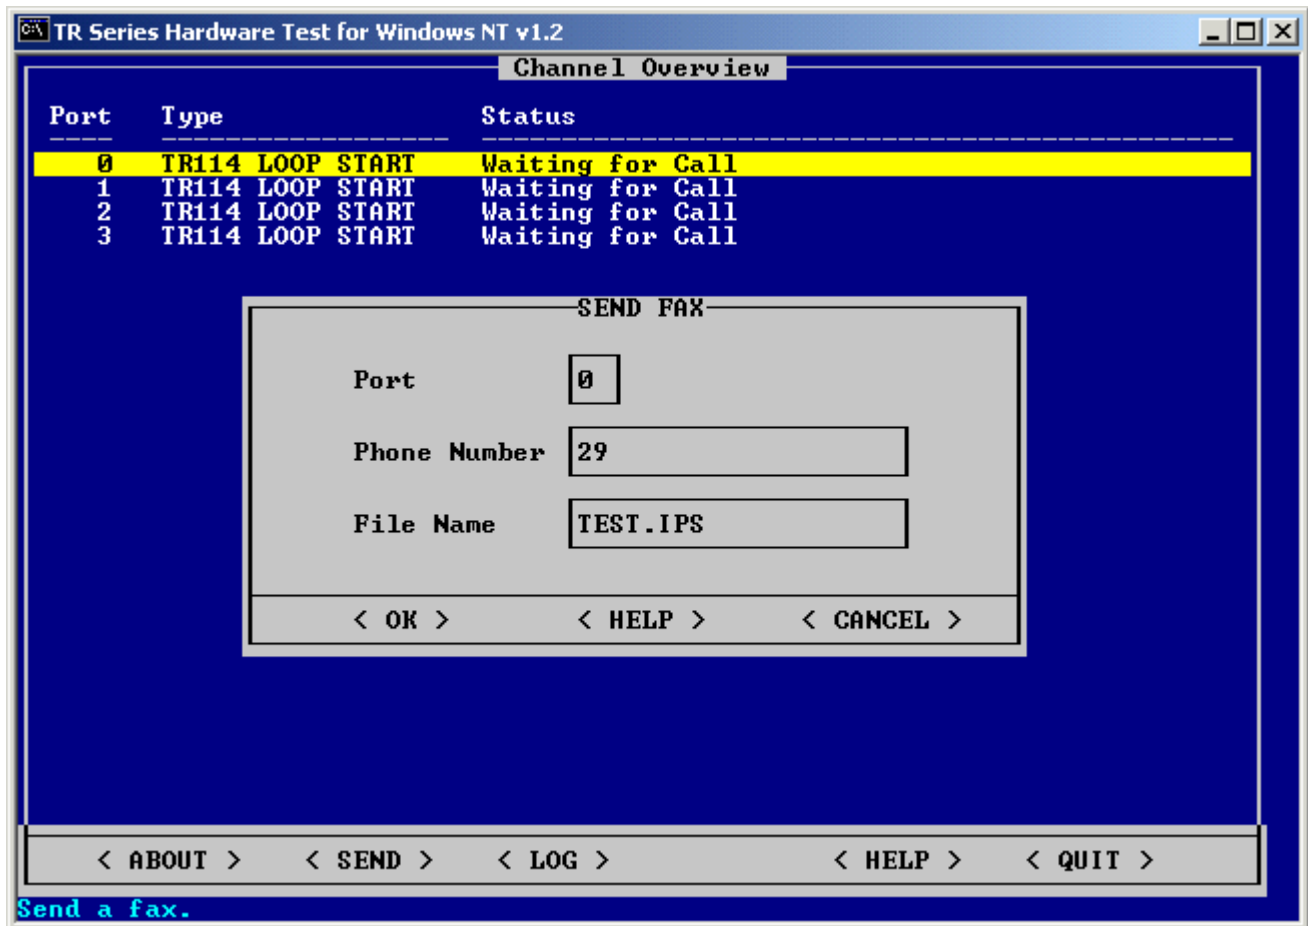 TR Series Hardware Test for Windows NT v1.2
Channel Overview
Port Type Status
0 TR114 LOOP START Waiting for Call
1 TR114 LOOP START Waiting for Call
2 TR114 LOOP START Waiting for Call
3 TR114 LOOP START Waiting for Call
SEND FAX
Port 0
Phone Number 29
File Name TEST.IPS
< OK > < HELP > < CANCEL >
< ABOUT > < SEND > < LOG > < HELP > < QUIT >
Send a fax.